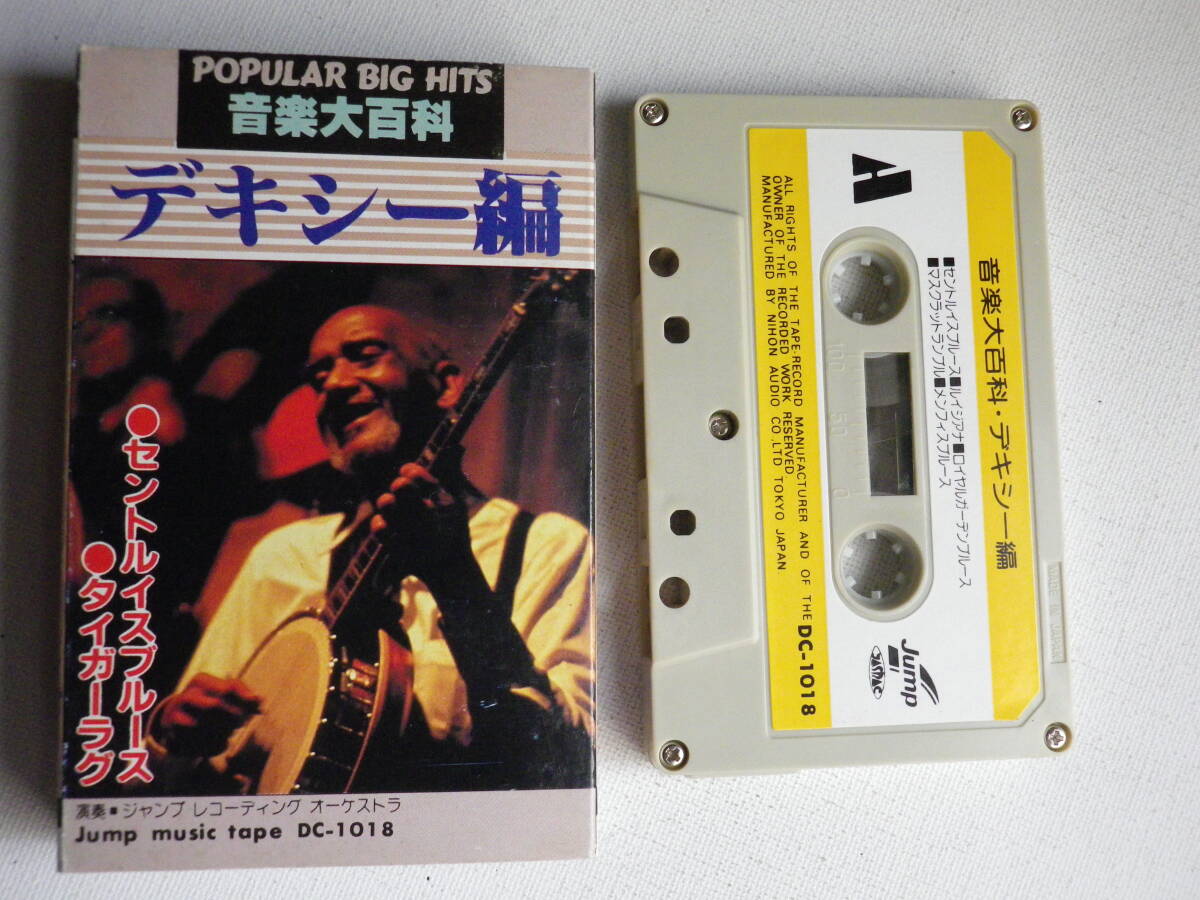 POPULAR BIG HITS
音楽大百科
デキシー編
●セントルイスブルース
●タイガーラグ
演奏■ジャンプ レコーディング オーケストラ
Jump music tape DC-1018
A
音楽大百科・デキシー編
■セントルイスブルース■ルイジアナ■ロイヤルガーデンブルース
■マスクラットランブル■メンフィスブルース
ALL RIGHTS OF THE TAPE-RECORD MANUFACTURER AND OF THE
OWNER OF THE RECORDED WORK RESERVED
MANUFACTURED BY NIHON AUDIO CO.,LTD TOKYO JAPAN.
DC-1018
Jump
JASRAC
100 50 0
MADE IN JAPAN